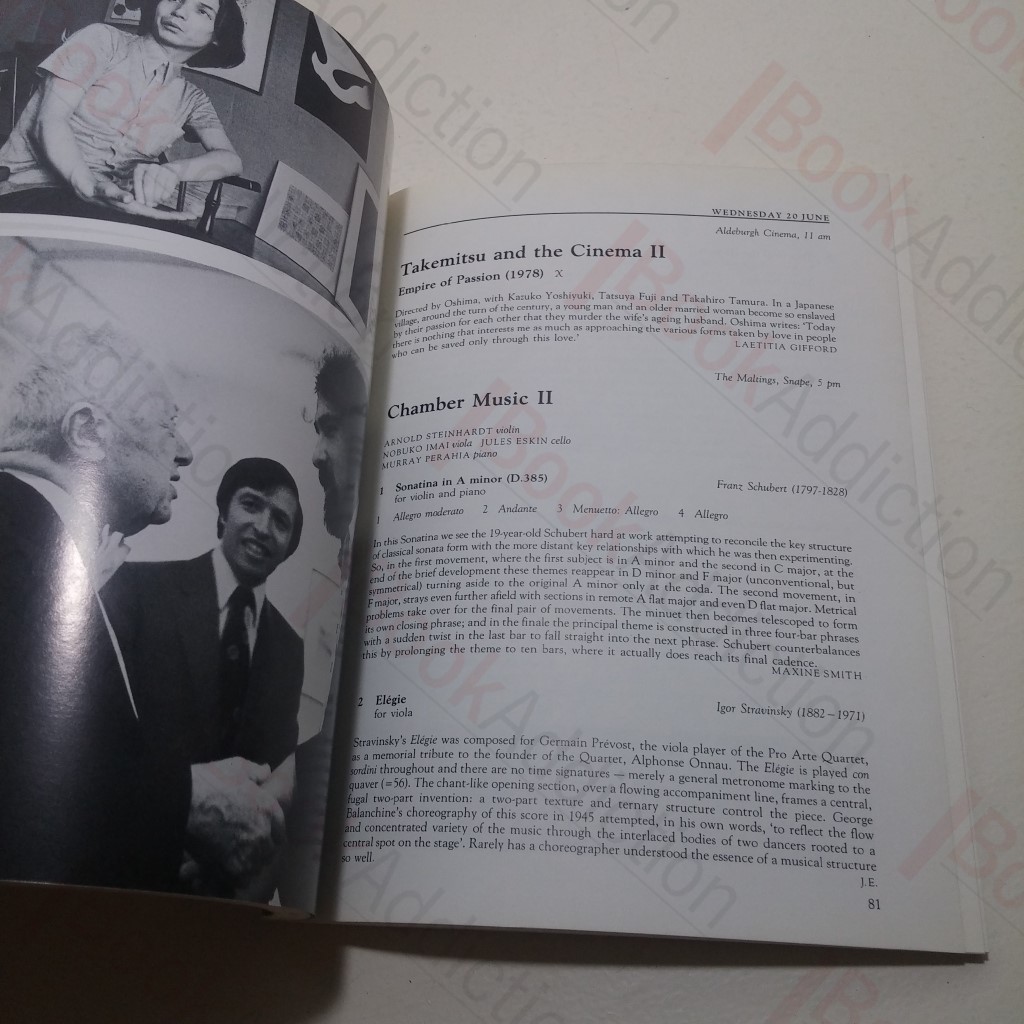 WEDNESDAY 20 JUNE
Aldeburgh Cinema, 11 am
Takemitsu and the Cinema II
Empire of Passion (1978) X
Directed by Oshima, with Kazuko Yoshiyuki, Tatsuya Fuji and Takahiro Tamura. In a Japanese
village, around the turn of the century, a young man and an older married woman become so enslaved
by their passion for each other that they murder the wife's ageing husband. Oshima writes: 'Today
there is nothing that interests me as much as approaching the various forms taken by love in people
who can be saved only through this love.'
LAETITIA GIFFORD
The Maltings, Snape, 5 pm
Chamber Music II
ARNOLD STEINHARDT violin
NOBUKO IMAI viola JULES ESKIN cello
MURRAY PERAHIA piano
1 Sonatina in A minor (D.385)
for violin and piano
Franz Schubert (1797-1828)
1 Allegro moderato 2 Andante 3 Menuetto: Allegro 4 Allegro
In this Sonatina we see the 19-year-old Schubert hard at work attempting to reconcile the key structure
of classical sonata form with the more distant key relationships with which he was then experimenting.
So, in the first movement, where the first subject is in A minor and the second in C major, at the
end of the brief development these themes reappear in D minor and F major (unconventional, but
symmetrical) turning aside to the original A minor only at the coda. The second movement, in
F major, strays even further afield with sections in remote A flat major and even D flat major. Metrical
problems take over for the final pair of movements. The minuet then becomes telescoped to form
its own closing phrase; and in the finale the principal theme is constructed in three four-bar phrases
with a sudden twist in the last bar to fall straight into the next phrase. Schubert counterbalances
this by prolonging the theme to ten bars, where it actually does reach its final cadence.
MAXINE SMITH
2 Elégie
for viola
Igor Stravinsky (1882–1971)
Stravinsky's Elégie was composed for Germain Prévost, the viola player of the Pro Arte Quartet,
as a memorial tribute to the founder of the Quartet, Alphonse Onnau. The Elégie is played con
sordini throughout and there are no time signatures — merely a general metronome marking to the
quaver (=56). The chant-like opening section, over a flowing accompaniment line, frames a central,
fugal two-part invention: a two-part texture and ternary structure control the piece. George
Balanchine's choreography of this score in 1945 attempted, in his own words, 'to reflect the flow
and concentrated variety of the music through the interlaced bodies of two dancers rooted to a
central spot on the stage'. Rarely has a choreographer understood the essence of a musical structure
so well.
J.E.
81
BookAddiction